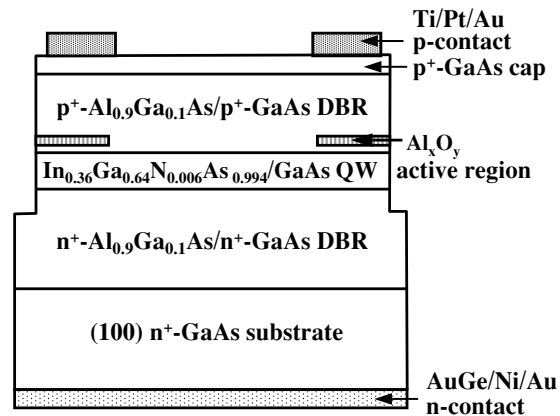 Ti/Pt/Au
p-contact
p⁺-GaAs cap
p⁺-Al₀.₉Ga₀.₁As/p⁺-GaAs DBR
AlₓOᵧ
In₀.₃₆Ga₀.₆₄N₀.₀₀₆As₀.₉₉₄/GaAs QW
active region
n⁺-Al₀.₉Ga₀.₁As/n⁺-GaAs DBR
(100) n⁺-GaAs substrate
AuGe/Ni/Au
n-contact